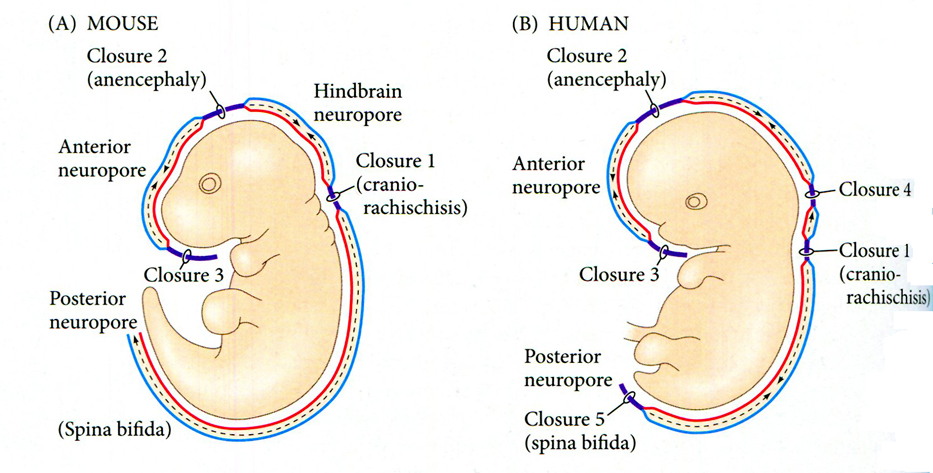 (A) MOUSE
Closure 2
(anencephaly)
Hindbrain
neuropore
Anterior
neuropore
Closure 1
(cranio-
rachischisis)
Closure 3
Posterior
neuropore
(Spina bifida)
(B) HUMAN
Closure 2
(anencephaly)
Anterior
neuropore
Closure 4
Closure 1
(cranio-
rachischisis)
Closure 3
Posterior
neuropore
Closure 5
(spina bifida)